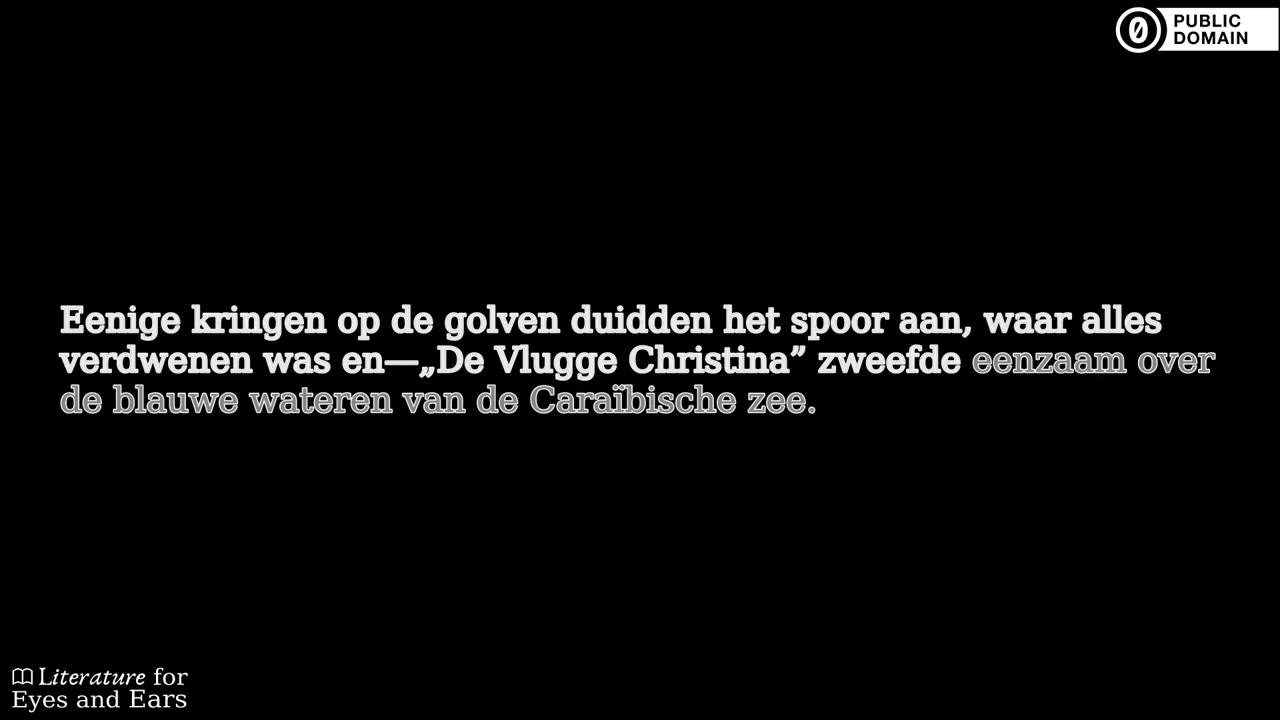 PUBLIC
DOMAIN
Eenige kringen op de golven duidden het spoor aan, waar alles
verdwenen was en—„De Vlugge Christina” zweefde eenzaam over
de blauwe wateren van de Caraïbische zee.
Literature for
Eyes and Ears